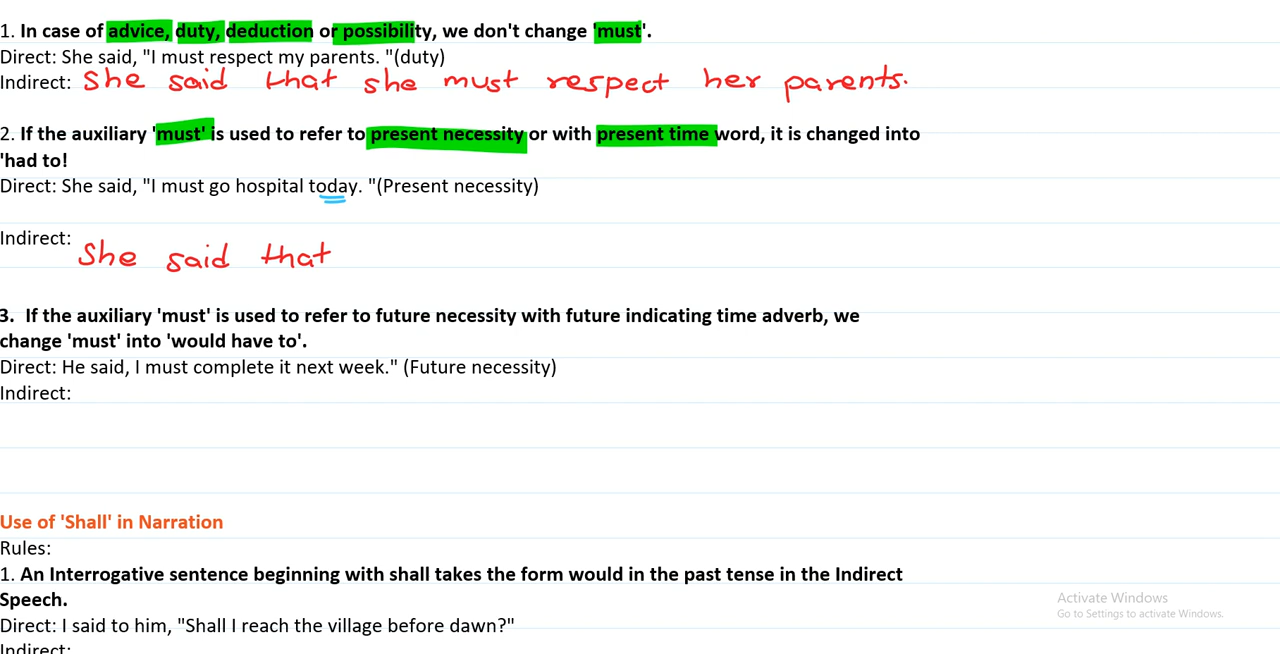 1. In case of advice, duty, deduction or possibility, we don't change 'must'.
Direct: She said, "I must respect my parents. "(duty)
Indirect: She said that she must respect her parents.
2. If the auxiliary 'must' is used to refer to present necessity or with present time word, it is changed into
'had to!
Direct: She said, "I must go hospital today. "(Present necessity)
Indirect: She said that
3. If the auxiliary 'must' is used to refer to future necessity with future indicating time adverb, we
change 'must' into 'would have to'.
Direct: He said, I must complete it next week." (Future necessity)
Indirect:
Use of 'Shall' in Narration
Rules:
1. An Interrogative sentence beginning with shall takes the form would in the past tense in the Indirect
Speech.
Direct: I said to him, "Shall I reach the village before dawn?"
Indirect:
Activate Windows
Go to Settings to activate Windows.